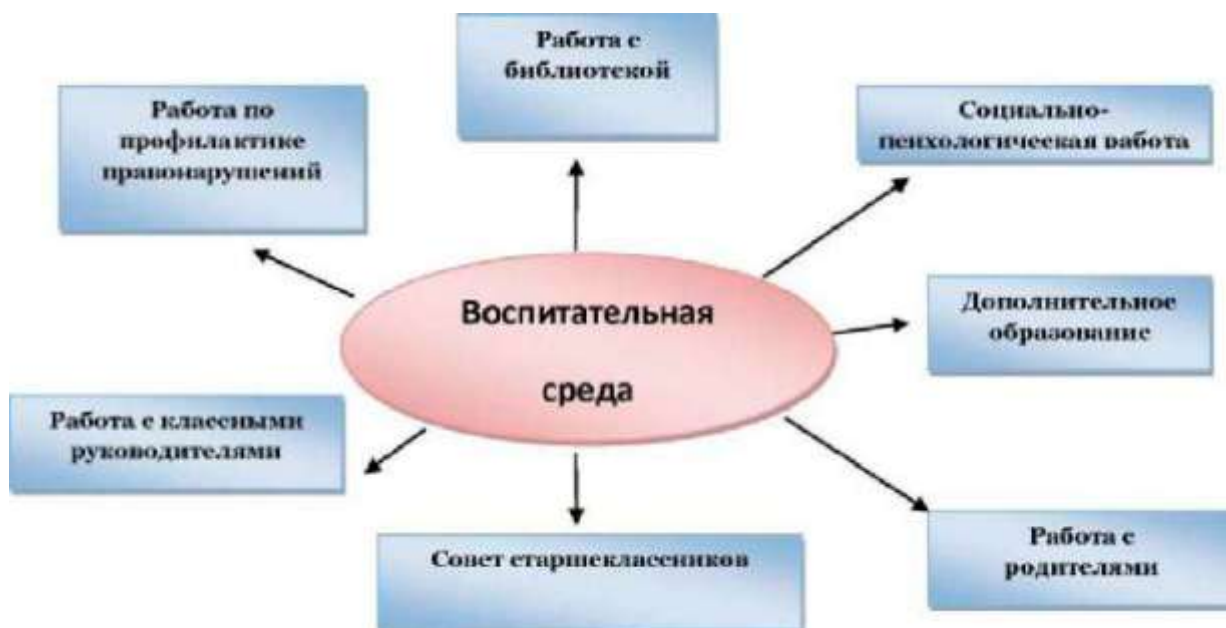 Работа с
библиотекой
Работа по
профилактике
правонарушений
Социально-
психологическая работа
Воспитательная
среда
Дополнительное
образование
Работа с классными
руководителями
Совет старшеклассников
Работа с
родителями